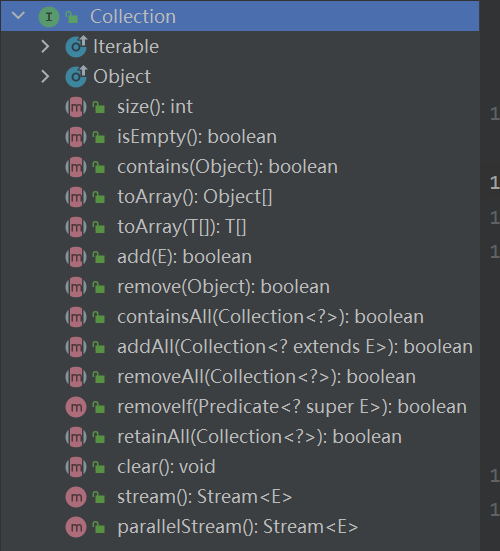 Collection
Iterable
Object
size(): int
isEmpty(): boolean
contains(Object): boolean
toArray(): Object[]
toArray(T[]): T[]
add(E): boolean
remove(Object): boolean
containsAll(Collection<?>): boolean
addAll(Collection<? extends E>): boolean
removeAll(Collection<?>): boolean
removeIf(Predicate<? super E>): boolean
retainAll(Collection<?>): boolean
clear(): void
stream(): Stream<E>
parallelStream(): Stream<E>